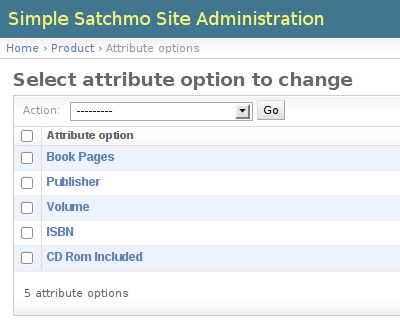 Simple Satchmo Site Administration
Home › Product › Attribute options
Select attribute option to change
Action: --------- Go
Attribute option
Book Pages
Publisher
Volume
ISBN
CD Rom Included
5 attribute options